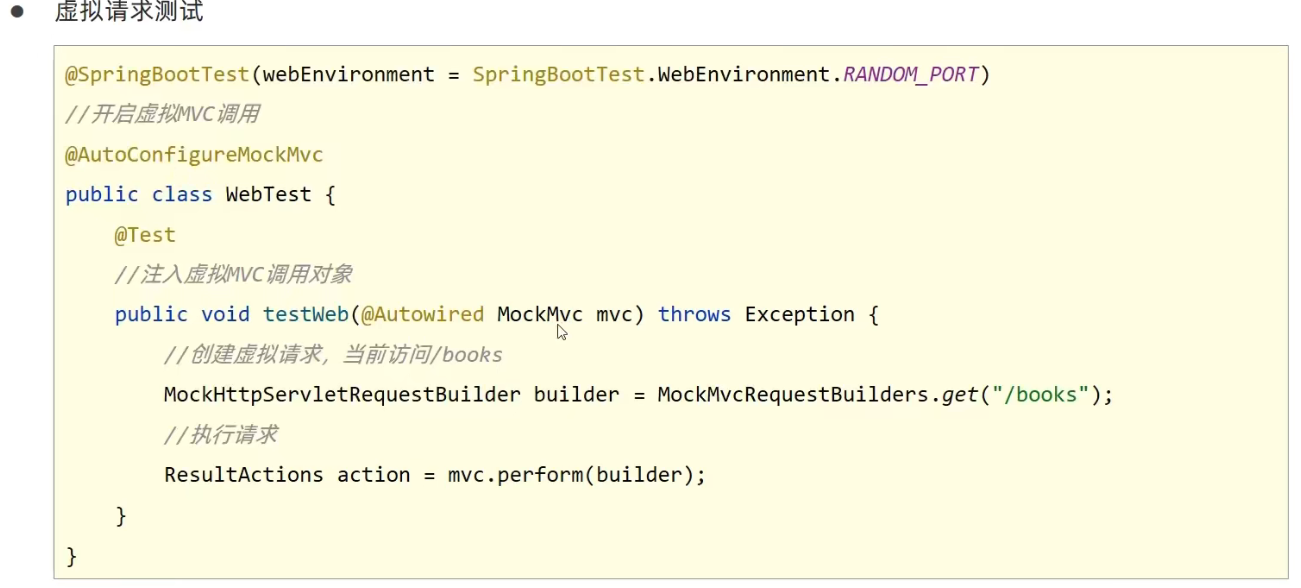 ● 虚拟请求测试
@SpringBootTest(webEnvironment = SpringBootTest.WebEnvironment.RANDOM_PORT)
//开启虚拟MVC调用
@AutoConfigureMockMvc
public class WebTest {
    @Test
    //注入虚拟MVC调用对象
    public void testWeb(@Autowired MockMvc mvc) throws Exception {
        //创建虚拟请求，当前访问/books
        MockHttpServletRequestBuilder builder = MockMvcRequestBuilders.get("/books");
        //执行请求
        ResultActions action = mvc.perform(builder);
    }
}